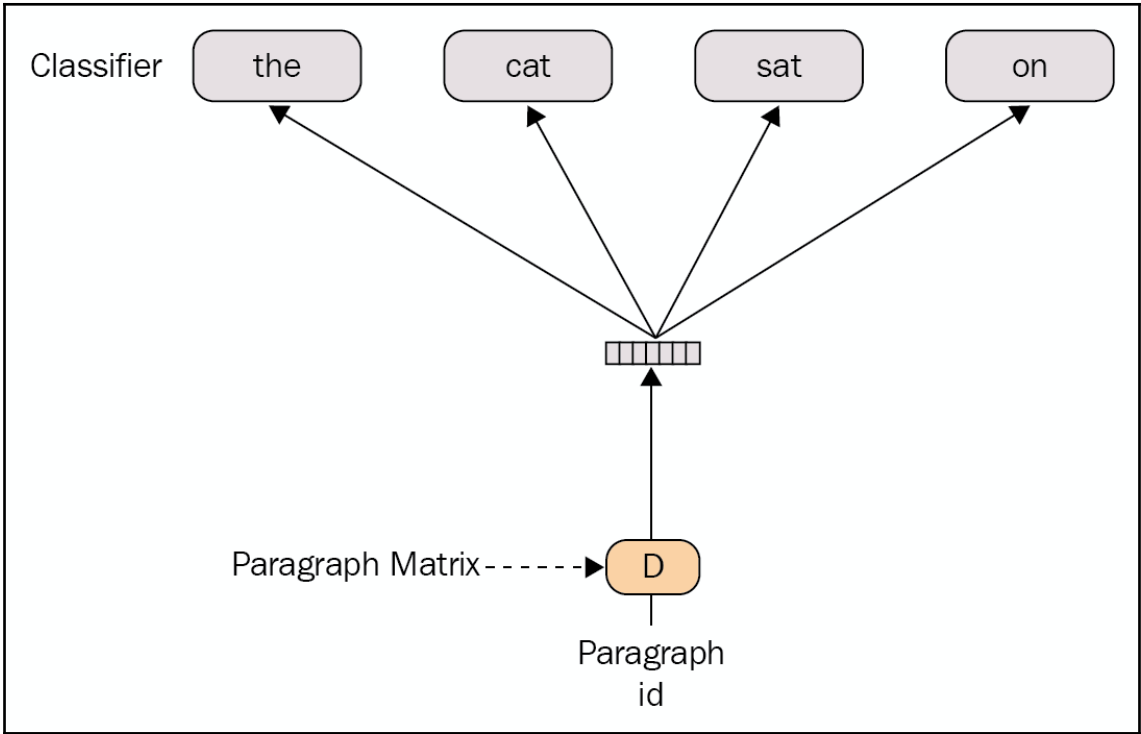 Classifier the cat sat on
Paragraph Matrix D
Paragraph
id